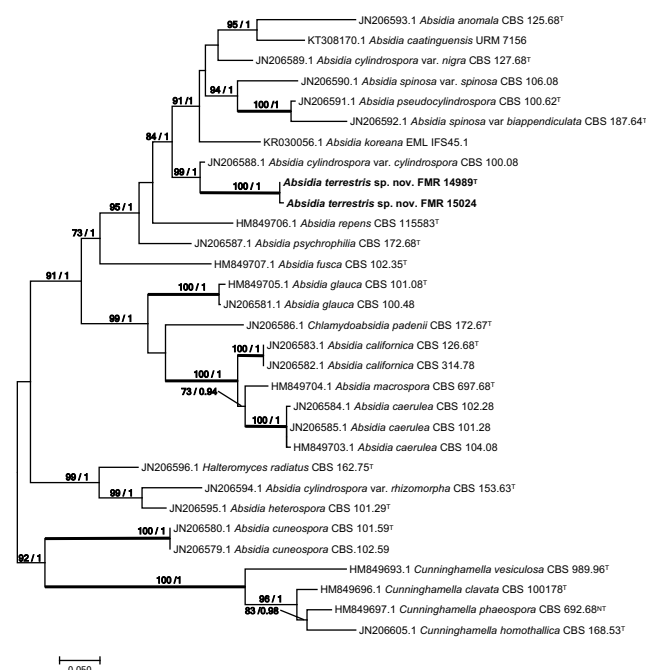 95 / 1
JN206593.1 Absidia anomala CBS 125.68T
KT308170.1 Absidia caatinguensis URM 7156
JN206589.1 Absidia cylindrospora var. nigra CBS 127.68T
94 / 1
JN206590.1 Absidia spinosa var. spinosa CBS 106.08
91 /1
100 /1
JN206591.1 Absidia pseudocylindrospora CBS 100.62T
JN206592.1 Absidia spinosa var biappendiculata CBS 187.64T
84 / 1
KR030056.1 Absidia koreana EML IFS45.1
JN206588.1 Absidia cylindrospora var. cylindrospora CBS 100.08
99 / 1
100 / 1
Absidia terrestris sp. nov. FMR 14989T
Absidia terrestris sp. nov. FMR 15024
95 / 1
HM849706.1 Absidia repens CBS 115583T
73 / 1
JN206587.1 Absidia psychrophilia CBS 172.68T
HM849707.1 Absidia fusca CBS 102.35T
91 / 1
100 / 1
HM849705.1 Absidia glauca CBS 101.08T
JN206581.1 Absidia glauca CBS 100.48
99 / 1
JN206586.1 Chlamydoabsidia padenii CBS 172.67T
100 / 1
JN206583.1 Absidia californica CBS 126.68T
JN206582.1 Absidia californica CBS 314.78
100 / 1
73 / 0.94
HM849704.1 Absidia macrospora CBS 697.68T
JN206584.1 Absidia caerulea CBS 102.28
100 / 1
JN206585.1 Absidia caerulea CBS 101.28
HM849703.1 Absidia caerulea CBS 104.08
JN206596.1 Halteromyces radiatus CBS 162.75T
99 / 1
JN206594.1 Absidia cylindrospora var. rhizomorpha CBS 153.63T
99 / 1
JN206595.1 Absidia heterospora CBS 101.29T
100 / 1
JN206580.1 Absidia cuneospora CBS 101.59T
JN206579.1 Absidia cuneospora CBS.102.59
92 / 1
100 /1
HM849693.1 Cunninghamella vesiculosa CBS 989.96T
HM849696.1 Cunninghamella clavata CBS 100178T
96 / 1
83 /0.98
HM849697.1 Cunninghamella phaeospora CBS 692.68NT
JN206605.1 Cunninghamella homothallica CBS 168.53T
0.050